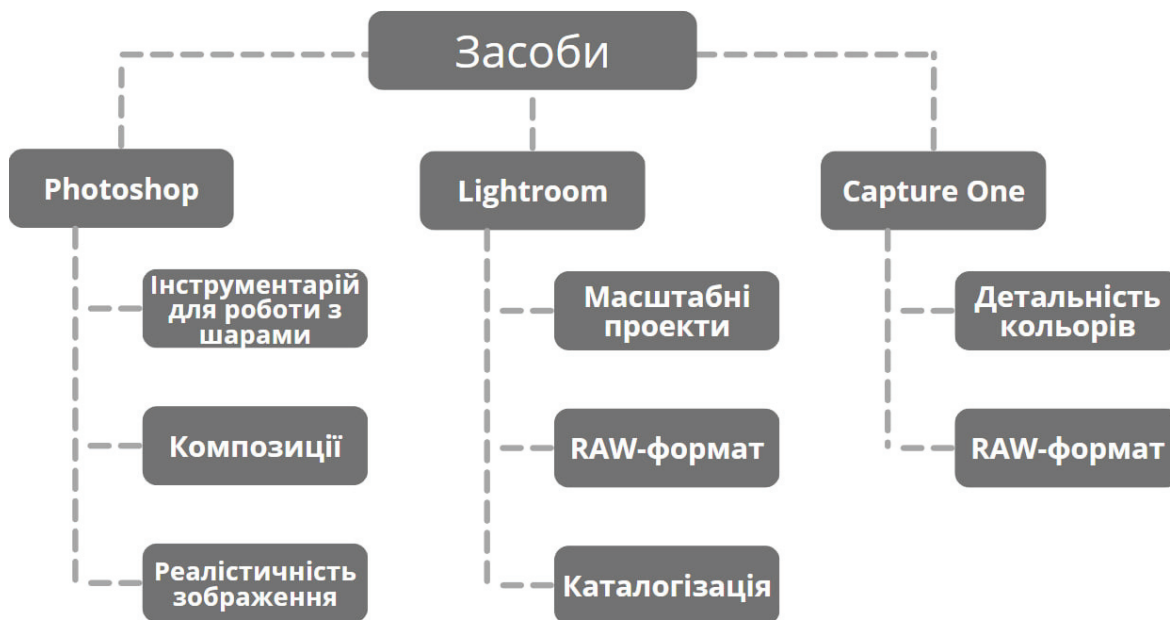 Засоби
Photoshop
Інструментарій
для роботи з
шарами
Композиції
Реалістичність
зображення
Lightroom
Масштабні
проекти
RAW-формат
Каталогізація
Capture One
Детальність
кольорів
RAW-формат